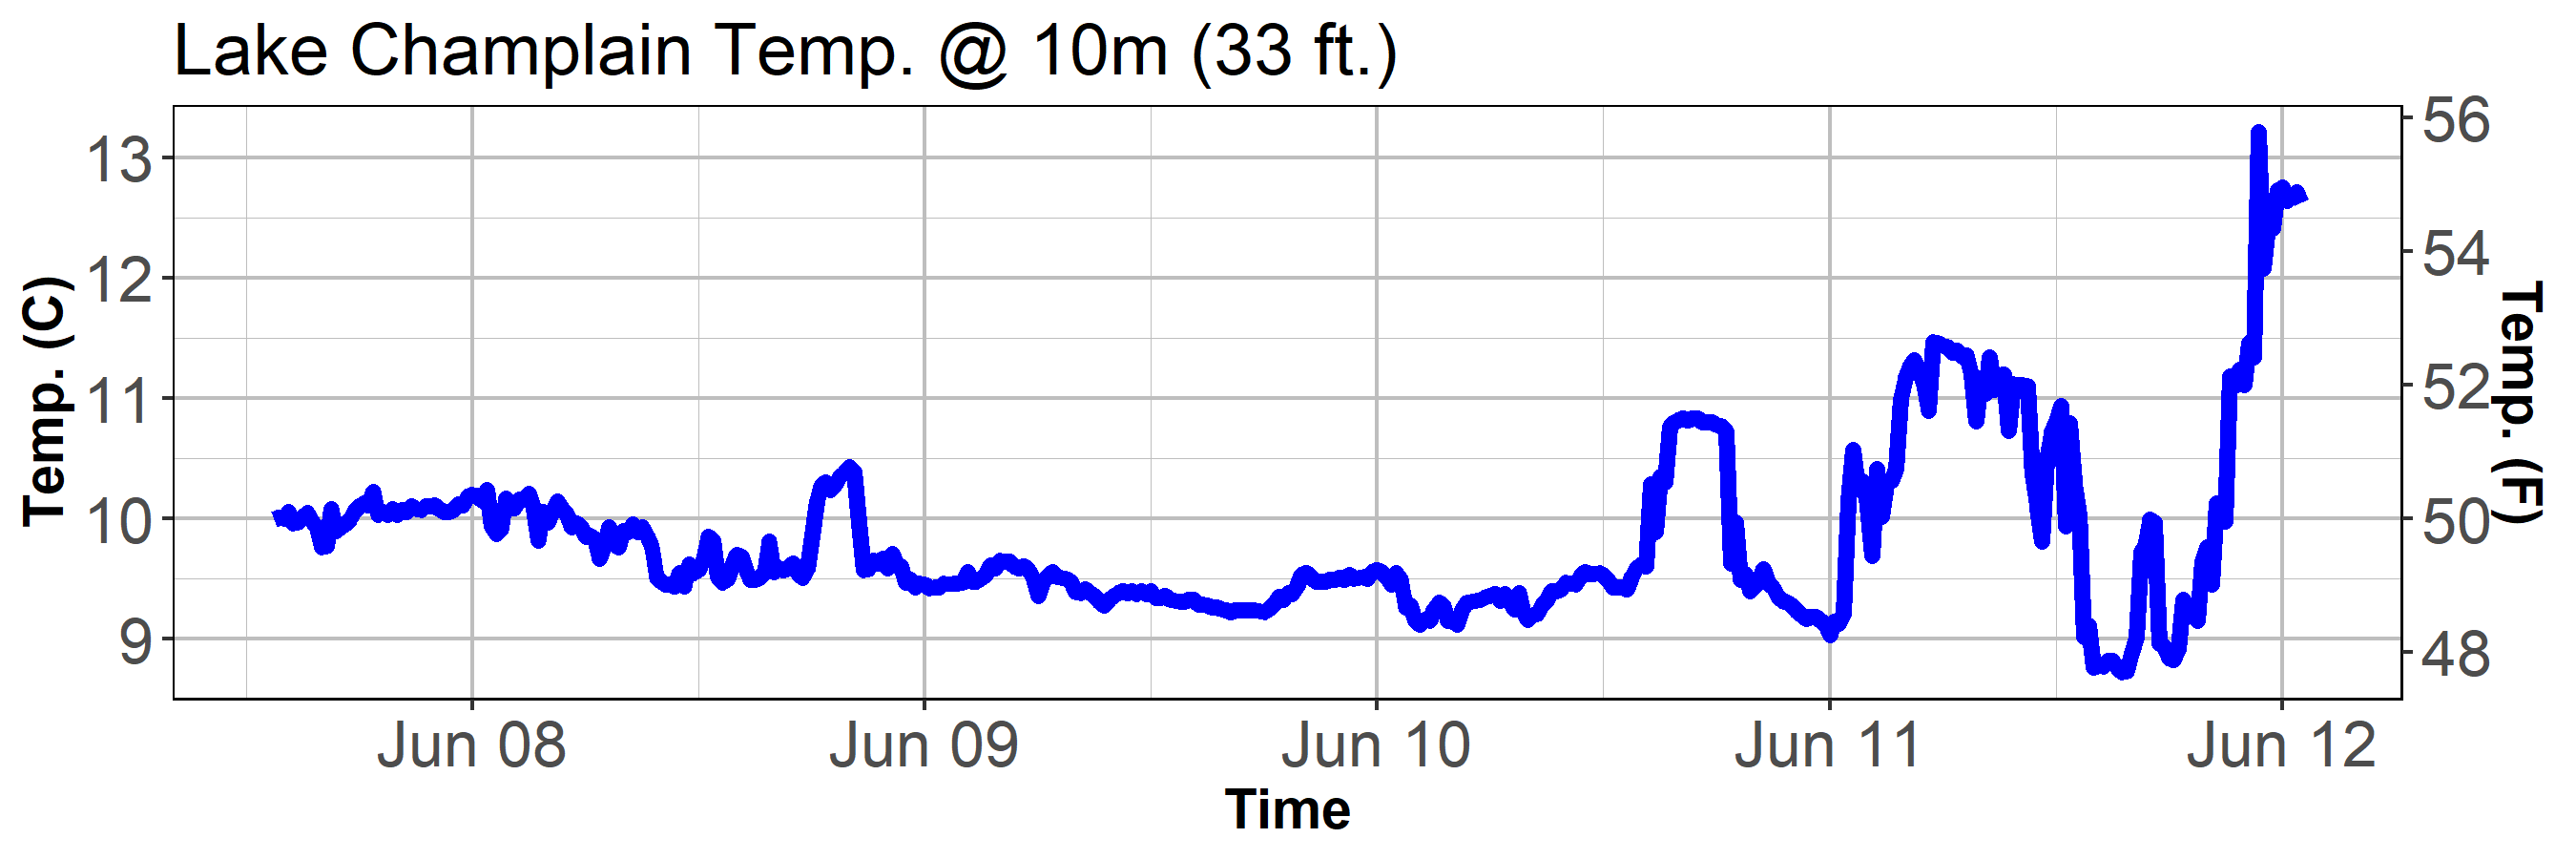 Lake Champlain Temp. @ 10m (33 ft.)
13
12
11
10
9
Temp. (C)
56
54
52
50
48
Temp. (F)
Jun 08 Jun 09 Jun 10 Jun 11 Jun 12
Time